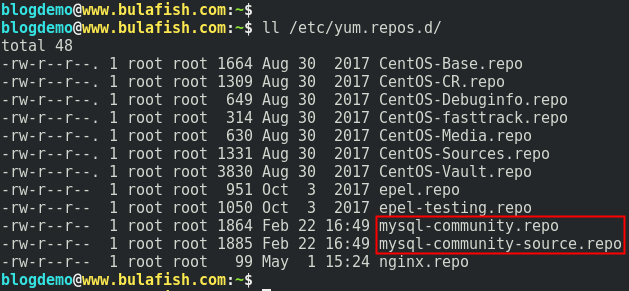 blogdemo@www.bulafish.com:~$
blogdemo@www.bulafish.com:~$ ll /etc/yum.repos.d/
total 48
-rw-r--r--. 1 root root 1664 Aug 30  2017 CentOS-Base.repo
-rw-r--r--. 1 root root 1309 Aug 30  2017 CentOS-CR.repo
-rw-r--r--. 1 root root  649 Aug 30  2017 CentOS-Debuginfo.repo
-rw-r--r--. 1 root root  314 Aug 30  2017 CentOS-fasttrack.repo
-rw-r--r--. 1 root root  630 Aug 30  2017 CentOS-Media.repo
-rw-r--r--. 1 root root 1331 Aug 30  2017 CentOS-Sources.repo
-rw-r--r--. 1 root root 3830 Aug 30  2017 CentOS-Vault.repo
-rw-r--r--  1 root root  951 Oct  3  2017 epel.repo
-rw-r--r--  1 root root 1050 Oct  3  2017 epel-testing.repo
-rw-r--r--  1 root root 1864 Feb 22 16:49 mysql-community.repo
-rw-r--r--  1 root root 1885 Feb 22 16:49 mysql-community-source.repo
-rw-r--r--  1 root root   99 May  1 15:24 nginx.repo
blogdemo@www.bulafish.com:~$